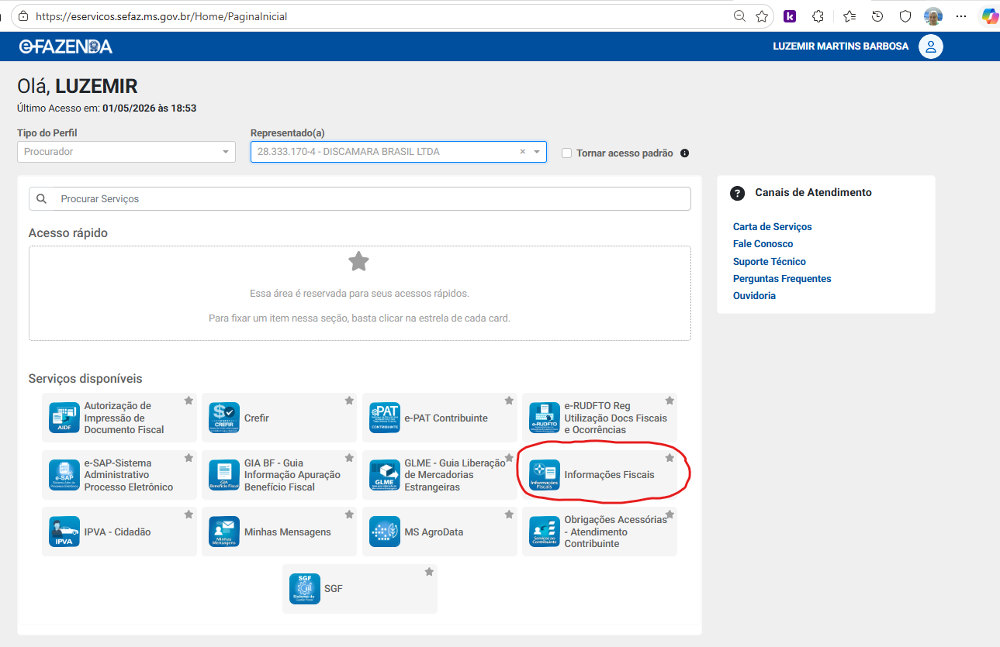 https://eservicos.sefaz.ms.gov.br/Home/PaginaInicial
e-FAZENDA
LUZEMIR MARTINS BARBOSA
Olá, LUZEMIR
Último Acesso em: 01/05/2026 às 18:53
Tipo do Perfil
Procurador
Representado(a)
28.333.170-4 - DISCAMARA BRASIL LTDA
Tornar acesso padrão
Procurar Serviços
Acesso rápido
Essa área é reservada para seus acessos rápidos.
Para fixar um item nessa seção, basta clicar na estrela de cada card.
Canais de Atendimento
Carta de Serviços
Fale Conosco
Suporte Técnico
Perguntas Frequentes
Ouvidoria
Serviços disponíveis
AIDF
Autorização de
Impressão de
Documento Fiscal
CREFIR
Crefir
e-PAT
CONTRIBUINTE
e-PAT Contribuinte
e-RUDFTO
e-RUDFTO Reg
Utilização Docs Fiscais
e Ocorrências
e-SAP
e-SAP-Sistema
Administrativo
Processo Eletrônico
GIA
Benefício Fiscal
GIA BF - Guia
Informação Apuração
Benefício Fiscal
GLME
GLME - Guia Liberação
de Mercadorias
Estrangeiras
Informações
Fiscais
Informações Fiscais
IPVA
IPVA - Cidadão
Minhas
Mensagens
Minhas Mensagens
MS AgroData
Serviços ao
Contribuinte
Obrigações Acessórias
- Atendimento
Contribuinte
SGF
Sistema de
Gestão Fiscal
SGF